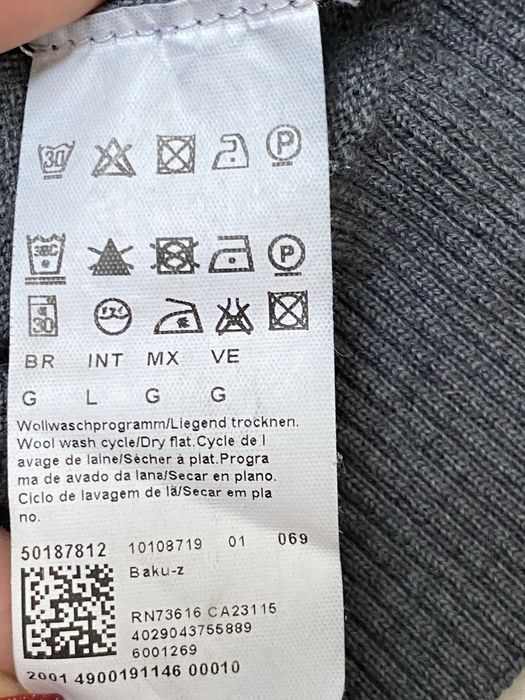 30 P
30°C P
30
BR INT MX VE
G L G G
Wollwaschprogramm/Liegend trocknen.
Wool wash cycle/Dry flat.Cycle de l
avage de laine/Sècher à plat.Progra
ma de avado da lana/Secar en plano.
Ciclo de lavagem de lã/Secar em pla
no.
50187812 10108719 01 069
Baku-z
RN73616 CA23115
4029043755889
6001269
2001 4900191146 00010